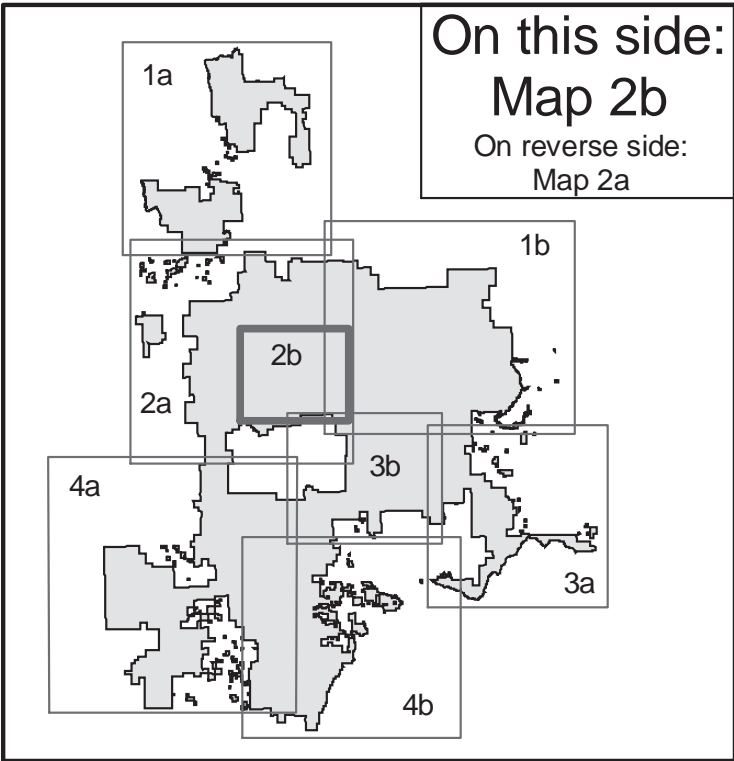 On this side:
Map 2b
On reverse side:
Map 2a
1a
1b
2b
2a
3b
4a
3a
4b